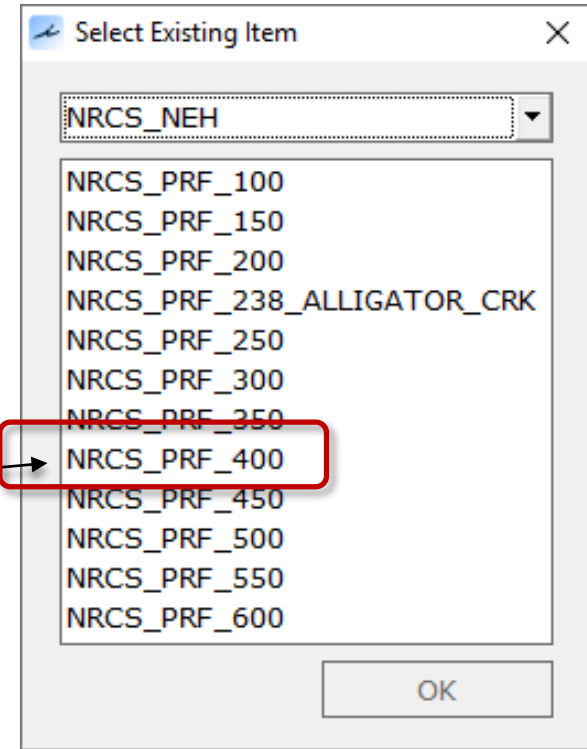 Select Existing Item
NRCS_NEH
NRCS_PRF_100
NRCS_PRF_150
NRCS_PRF_200
NRCS_PRF_238_ALLIGATOR_CRK
NRCS_PRF_250
NRCS_PRF_300
NRCS_PRF_350
NRCS_PRF_400
NRCS_PRF_450
NRCS_PRF_500
NRCS_PRF_550
NRCS_PRF_600
OK